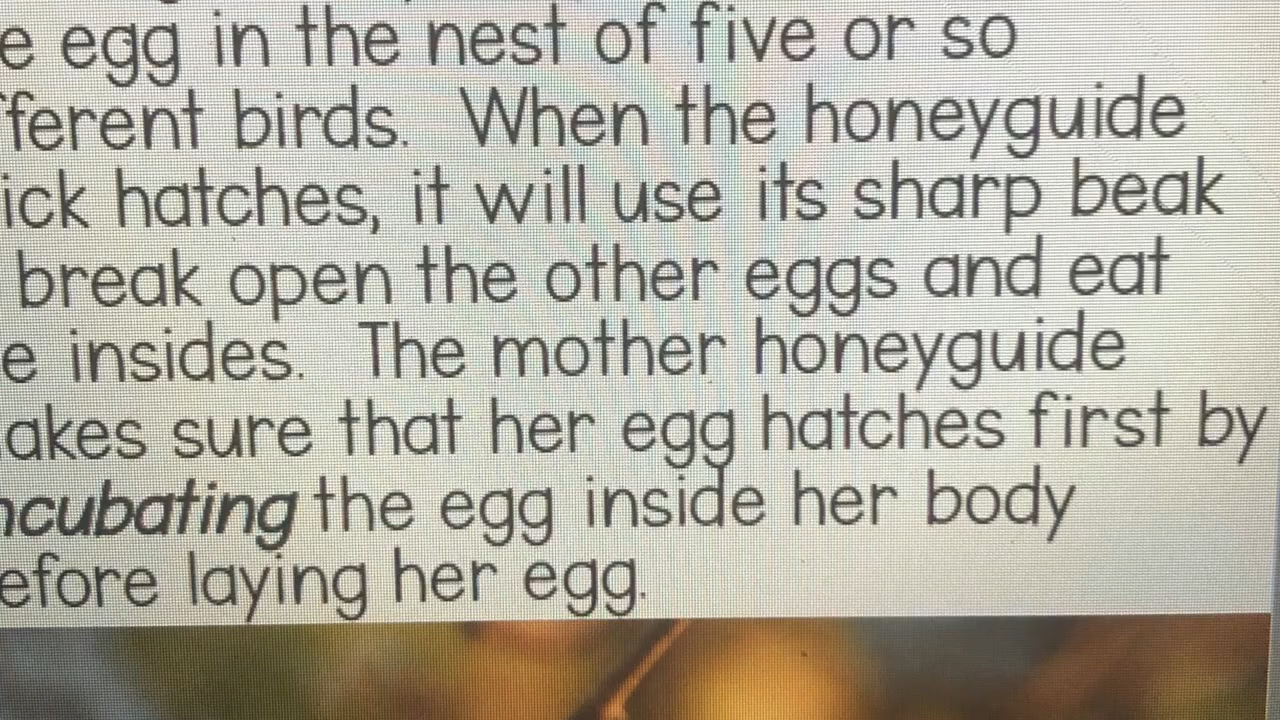 e egg in the nest of five or so
fferent birds. When the honeyguide
ick hatches, it will use its sharp beak
break open the other eggs and eat
e insides. The mother honeyguide
akes sure that her egg hatches first by
ncubating the egg inside her body
efore laying her egg.